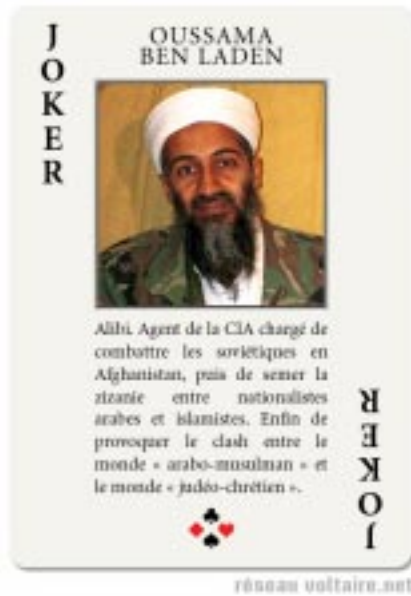 JOKER
OUSSAMA
BEN LADEN
Alibi. Agent de la CIA chargé de
combattre les soviétiques en
Afghanistan, puis de semer la
zizanie entre nationalistes
arabes et islamistes. Enfin de
provoquer le clash entre le
monde « arabo-musulman » et
le monde « judéo-chrétien ».
JOKER
réseau voltaire.net